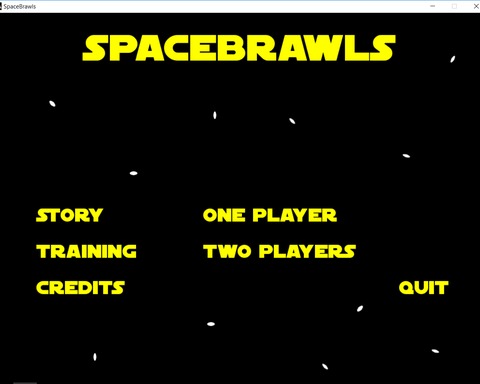 SpaceBrawls
SPACEBRAWLS
STORY
ONE PLAYER
TRAINING
TWO PLAYERS
CREDITS
QUIT